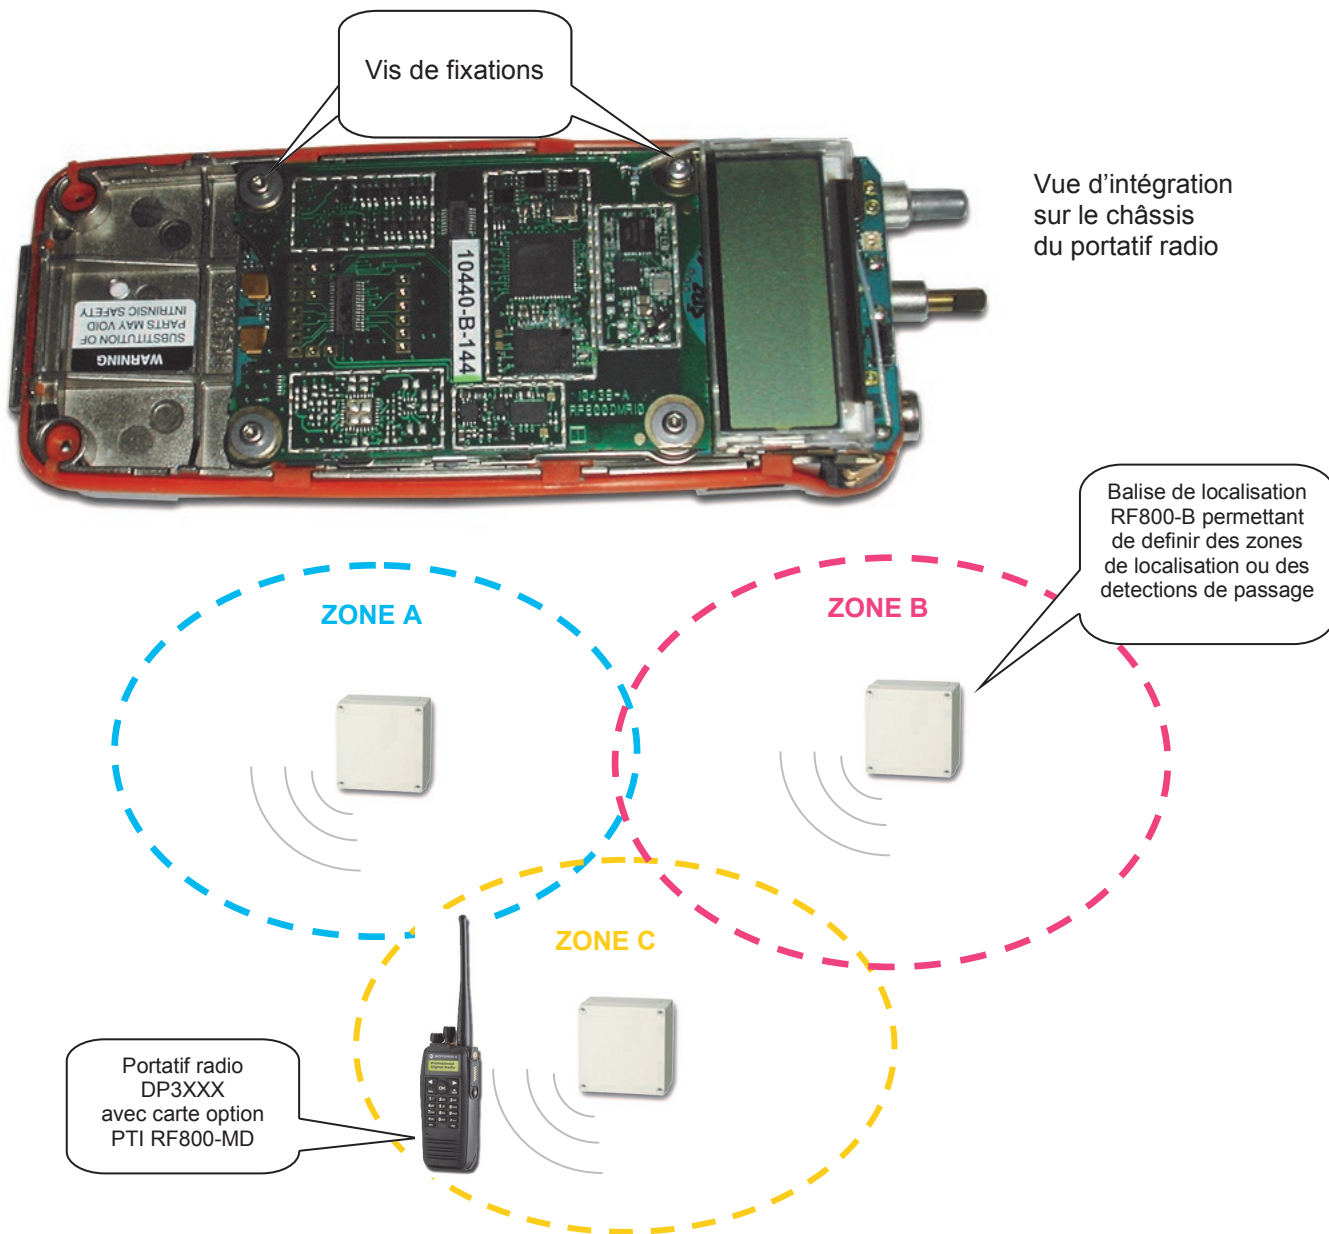 Vis de fixations
Vue d'intégration
sur le châssis
du portatif radio
10440-B-144
WARNING
SUBSTITUTION OF
PARTS MAY VOID
INTRINSIC SAFETY
10439-A
Balise de localisation
RF800-B permettant
de definir des zones
de localisation ou des
detections de passage
ZONE A
ZONE B
ZONE C
Portatif radio
DP3XXX
avec carte option
PTI RF800-MD